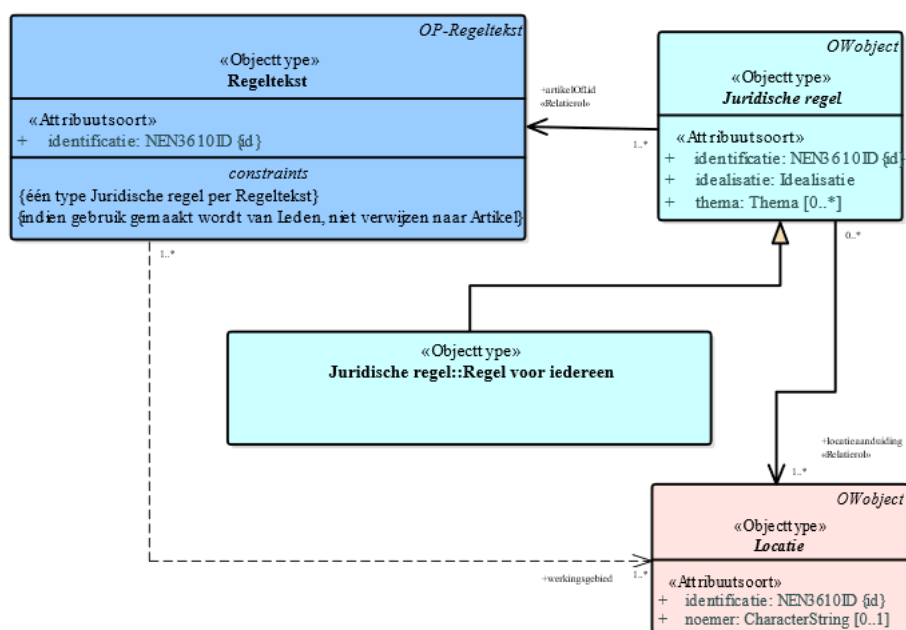 OP-Regeltekst
«Objecttype»
Regeltekst
«Attribuutsoort»
+ identificatie: NEN3610ID {id}
constraints
{één type Juridische regel per Regeltekst}
{indien gebruik gemaakt wordt van Leden, niet verwijzen naar Artikel}
1..*
+artikelOfLid
«Relatierol»
1..*
OWobject
«Objecttype»
Juridische regel
«Attribuutsoort»
+ identificatie: NEN3610ID {id}
+ idealisatie: Idealisatie
+ thema: Thema [0..*]
0..*
«Objecttype»
Juridische regel::Regel voor iedereen
+locatieaanduiding
«Relatierol»
1..*
+werkingsgebied
1..*
OWobject
«Objecttype»
Locatie
«Attribuutsoort»
+ identificatie: NEN3610ID {id}
+ noemer: CharacterString [0..1]